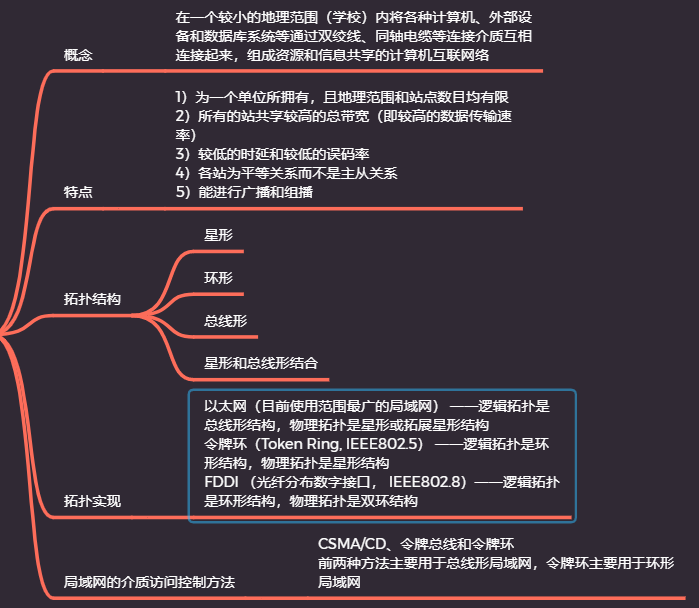 在一个较小的地理范围（学校）内将各种计算机、外部设
备和数据库系统等通过双绞线、同轴电缆等连接介质互相
连接起来，组成资源和信息共享的计算机互联网络
概念
1）为一个单位所拥有，且地理范围和站点数目均有限
2）所有的站共享较高的总带宽（即较高的数据传输速
率）
3）较低的时延和较低的误码率
4）各站为平等关系而不是主从关系
5）能进行广播和组播
特点
星形
环形
拓扑结构
总线形
星形和总线形结合
以太网（目前使用范围最广的局域网） ——逻辑拓扑是
总线形结构，物理拓扑是星形或拓展星形结构
令牌环（Token Ring, IEEE802.5） ——逻辑拓扑是环
形结构，物理拓扑是星形结构
FDDI （光纤分布数字接口， IEEE802.8）——逻辑拓扑
是环形结构，物理拓扑是双环结构
拓扑实现
CSMA/CD、令牌总线和令牌环
前两种方法主要用于总线形局域网，令牌环主要用于环形
局域网
局域网的介质访问控制方法